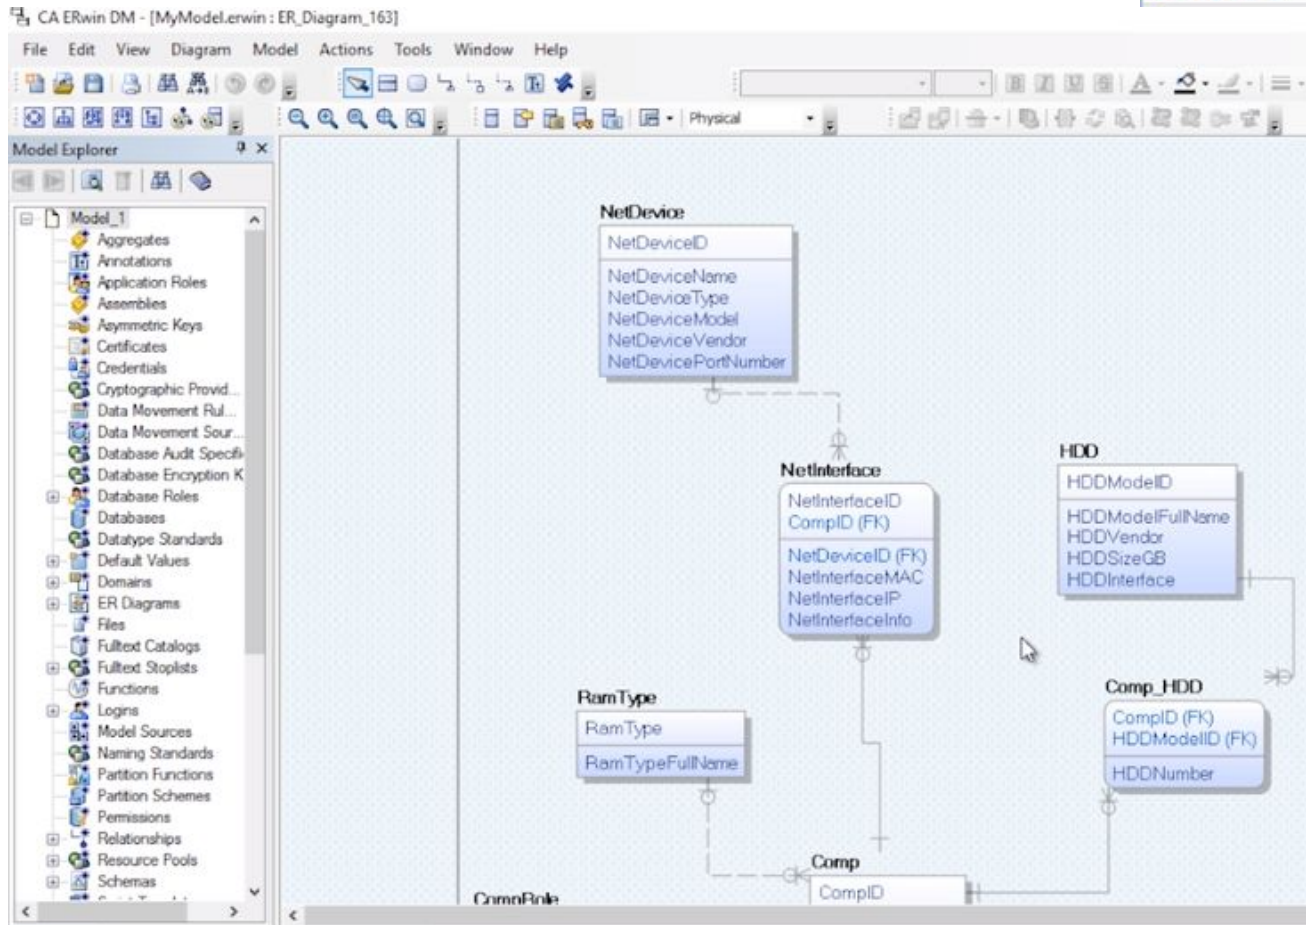 CA ERwin DM - [MyModel.erwin : ER_Diagram_163]
File Edit View Diagram Model Actions Tools Window Help
Physical
Model Explorer
Model_1
Aggregates
Annotations
Application Roles
Assemblies
Asymmetric Keys
Certificates
Credentials
Cryptographic Provid...
Data Movement Rul...
Data Movement Sour...
Database Audit Specifi
Database Encryption K
Database Roles
Databases
Datatype Standards
Default Values
Domains
ER Diagrams
Files
Fulltext Catalogs
Fulltext Stoplists
Functions
Logins
Model Sources
Naming Standards
Partition Functions
Partition Schemes
Permissions
Relationships
Resource Pools
Schemas
NetDevice
NetDeviceID
NetDeviceName
NetDeviceType
NetDeviceModel
NetDeviceVendor
NetDevicePortNumber
NetInterface
NetInterfaceID
CompID (FK)
NetDeviceID (FK)
NetInterfaceMAC
NetInterfaceIP
NetInterfaceInfo
HDD
HDDModelID
HDDModelFullName
HDDVendor
HDDSizeGB
HDDInterface
RamType
RamType
RamTypeFullName
Comp_HDD
CompID (FK)
HDDModelID (FK)
HDDNumber
Comp
CompID
CompRole